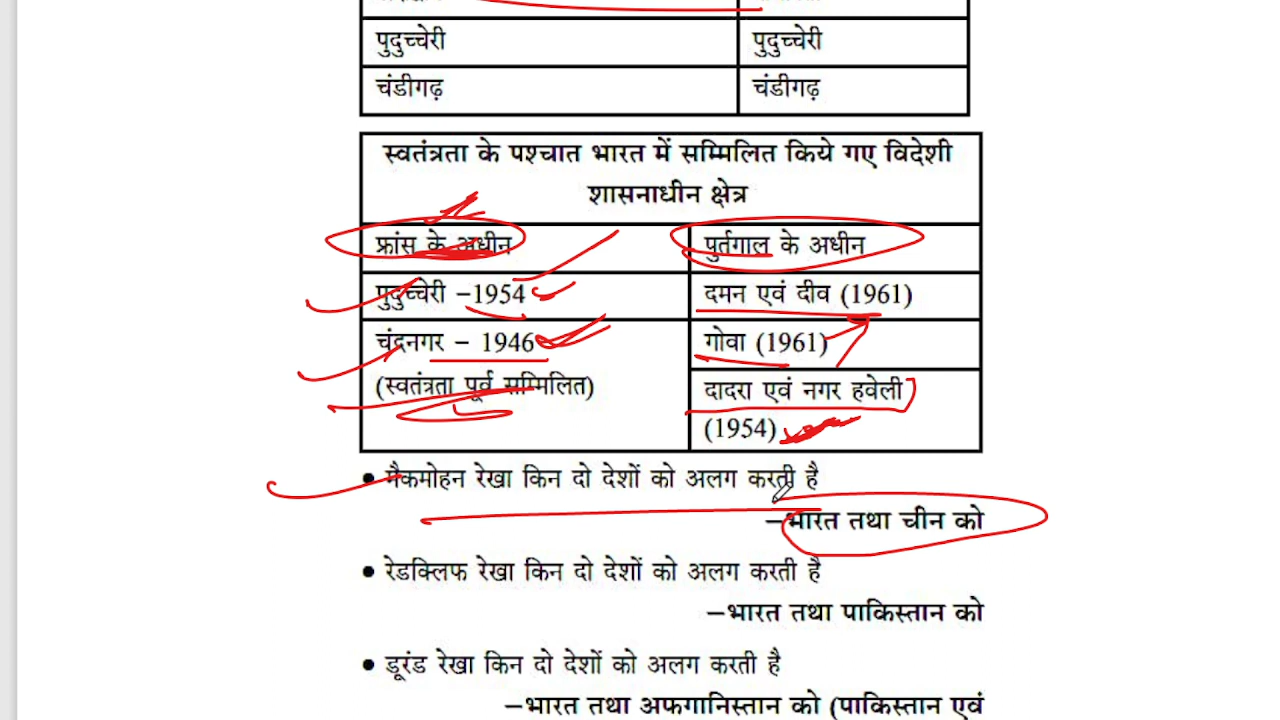 पुदुच्चेरी पुदुच्चेरी
चंडीगढ़ चंडीगढ़
स्वतंत्रता के पश्चात भारत में सम्मिलित किये गए विदेशी
शासनाधीन क्षेत्र
फ्रांस के अधीन पुर्तगाल के अधीन
पुदुच्चेरी –1954 दमन एवं दीव (1961)
चंद्रनगर – 1946 गोवा (1961)
(स्वतंत्रता पूर्व सम्मिलित) दादरा एवं नगर हवेली
(1954)
• मैकमोहन रेखा किन दो देशों को अलग करती है
–भारत तथा चीन को
• रेडक्लिफ रेखा किन दो देशों को अलग करती है
–भारत तथा पाकिस्तान को
• डूरंड रेखा किन दो देशों को अलग करती है
–भारत तथा अफगानिस्तान को (पाकिस्तान एवं